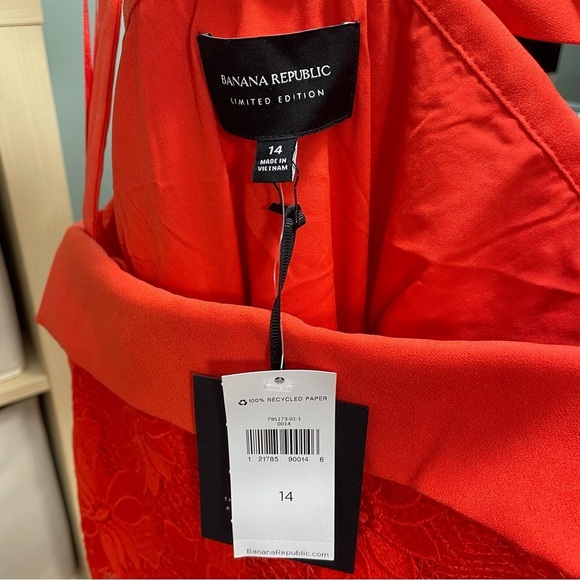 BANANA REPUBLIC
LIMITED EDITION
14
MADE IN
VIETNAM
100% RECYCLED PAPER
795173-01-1
0014
1 21785 90014 6
14
BananaRepublic.com